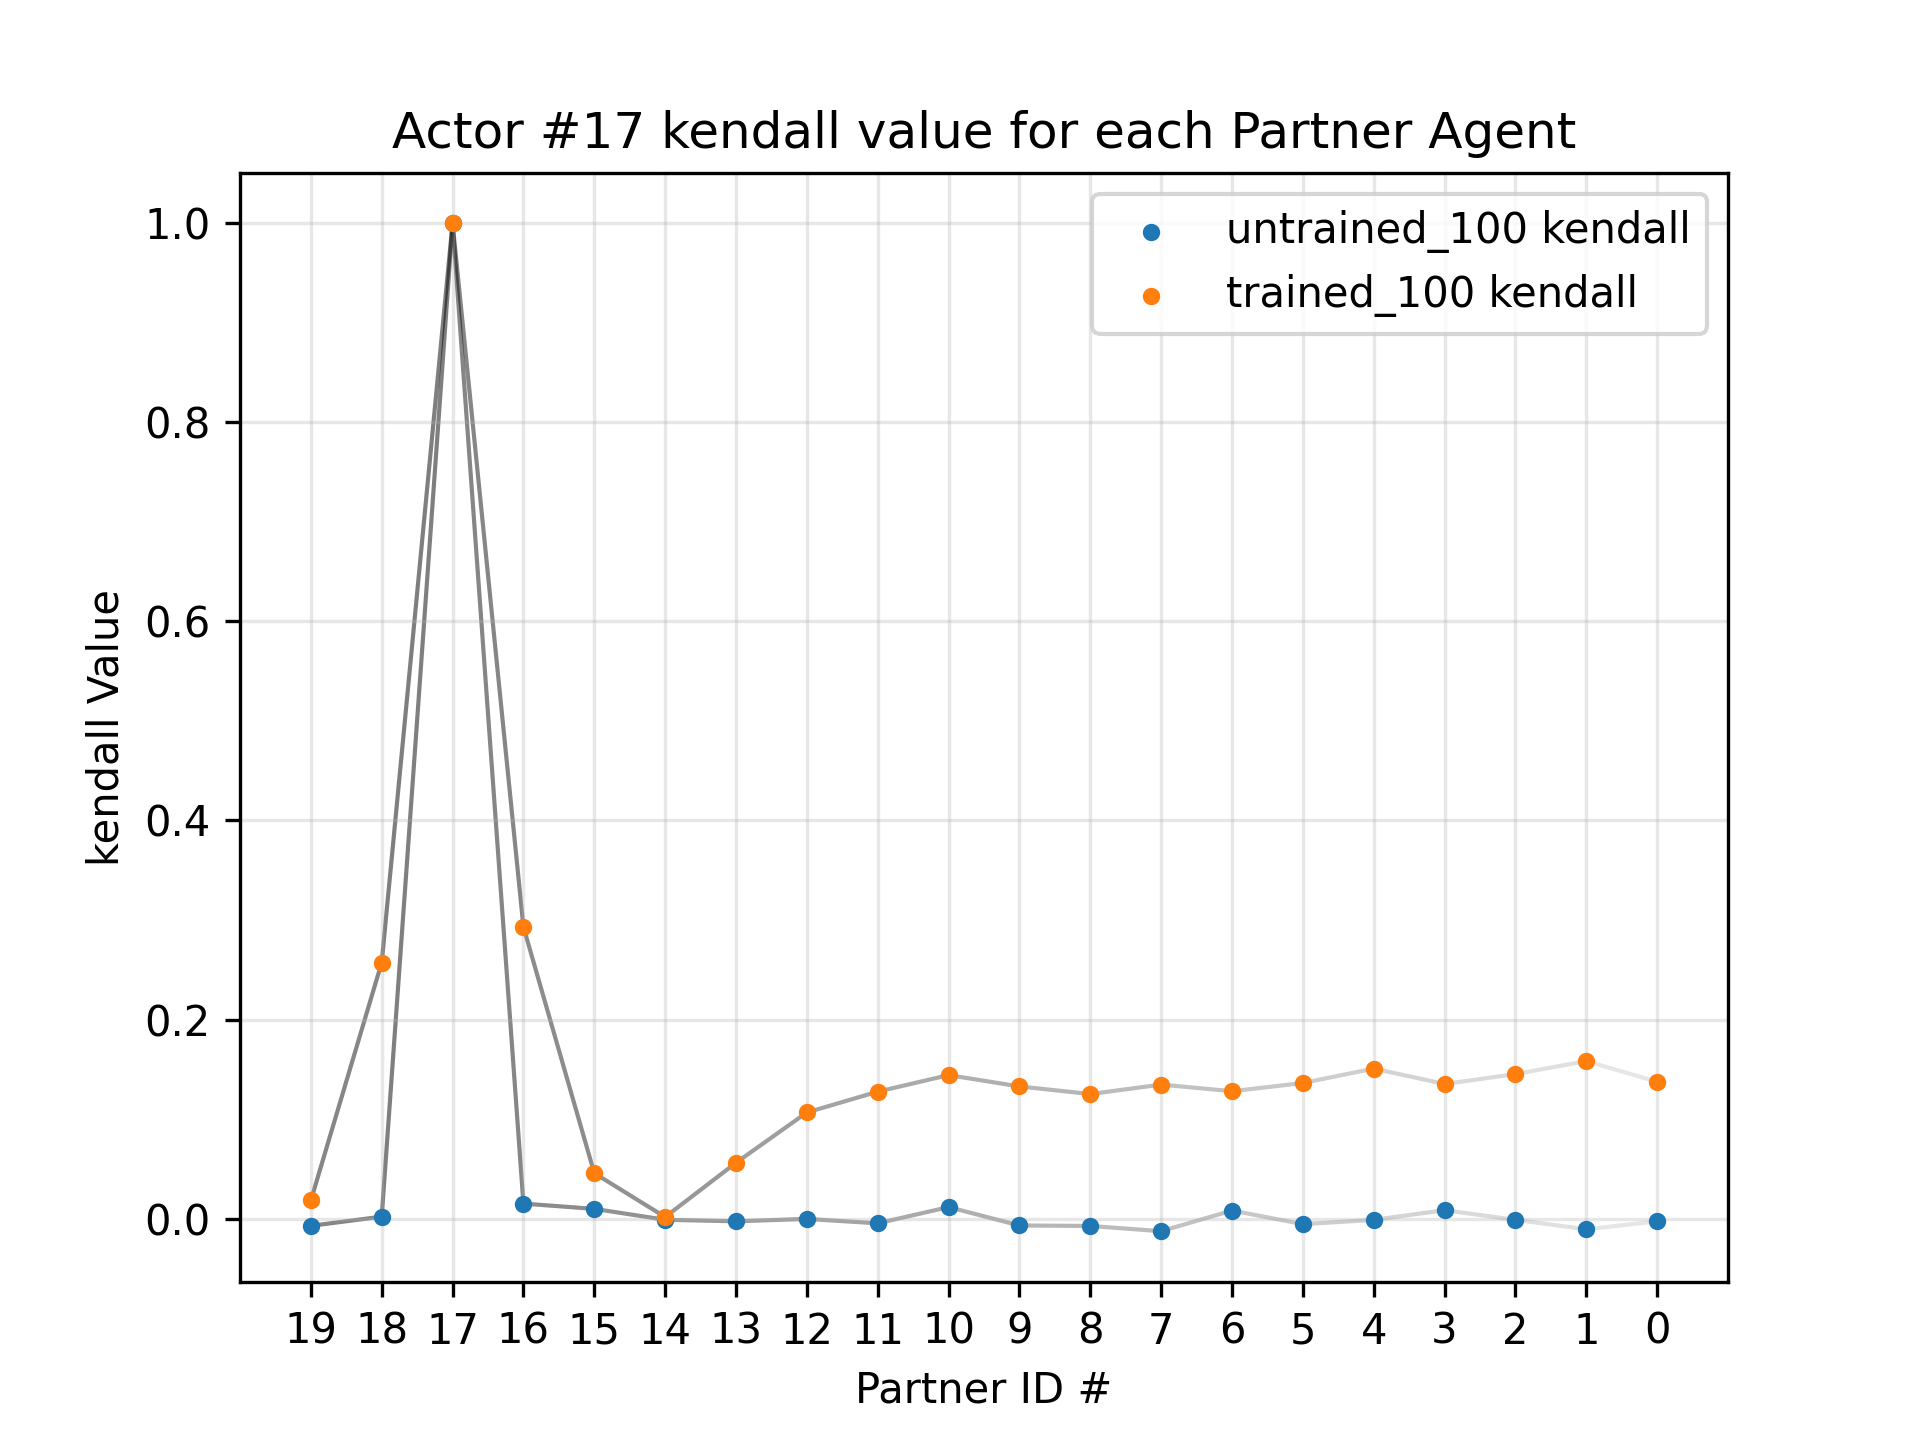 Actor #17 kendall value for each Partner Agent
untrained_100 kendall
trained_100 kendall
kendall Value
1.0
0.8
0.6
0.4
0.2
0.0
19 18 17 16 15 14 13 12 11 10 9 8 7 6 5 4 3 2 1 0
Partner ID #